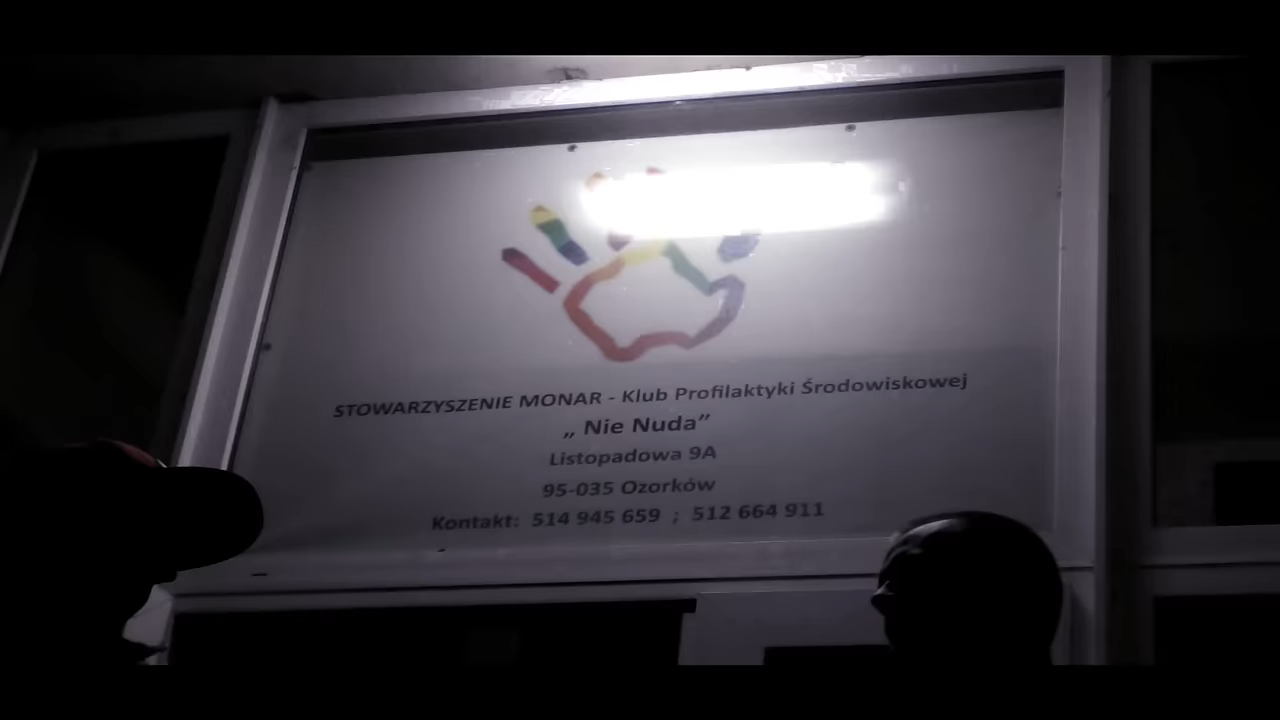 STOWARZYSZENIE MONAR - Klub Profilaktyki Środowiskowej
„ Nie Nuda”
Listopadowa 9A
95-035 Ozorków
Kontakt: 514 945 659 ; 512 664 911